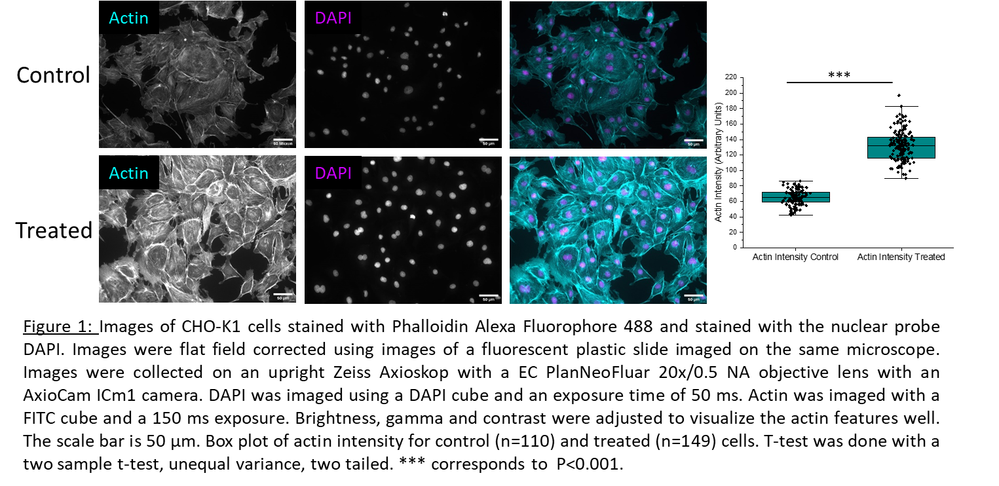 Actin
DAPI
Control
50 Micron
50 µm
50 µm
Actin
DAPI
Treated
50 µm
50 µm
50 µm
***
220
200
180
160
140
120
100
80
60
40
20
0
Actin Intensity (Arbitrary Units)
Actin Intensity Control
Actin Intensity Treated
Figure 1: Images of CHO-K1 cells stained with Phalloidin Alexa Fluorophore 488 and stained with the nuclear probe
DAPI. Images were flat field corrected using images of a fluorescent plastic slide imaged on the same microscope.
Images were collected on an upright Zeiss Axioskop with a EC PlanNeoFluar 20x/0.5 NA objective lens with an
AxioCam ICm1 camera. DAPI was imaged using a DAPI cube and an exposure time of 50 ms. Actin was imaged with a
FITC cube and a 150 ms exposure. Brightness, gamma and contrast were adjusted to visualize the actin features well.
The scale bar is 50 µm. Box plot of actin intensity for control (n=110) and treated (n=149) cells. T-test was done with a
two sample t-test, unequal variance, two tailed. *** corresponds to P<0.001.